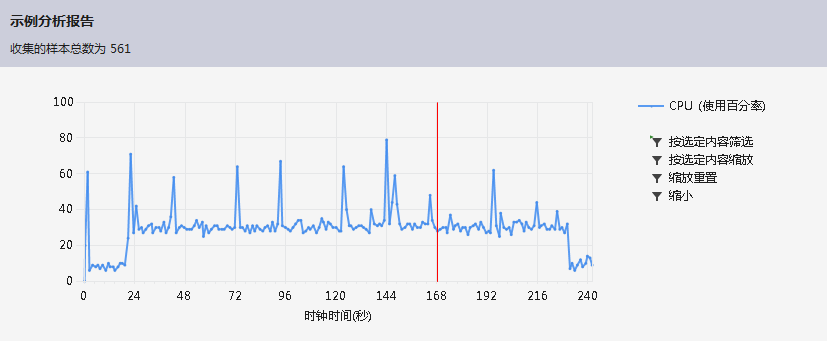 示例分析报告
收集的样本总数为 561
100
80
60
40
20
0
0 24 48 72 96 120 144 168 192 216 240
时钟时间(秒)
CPU (使用百分率)
按选定内容筛选
按选定内容缩放
缩放重置
缩小